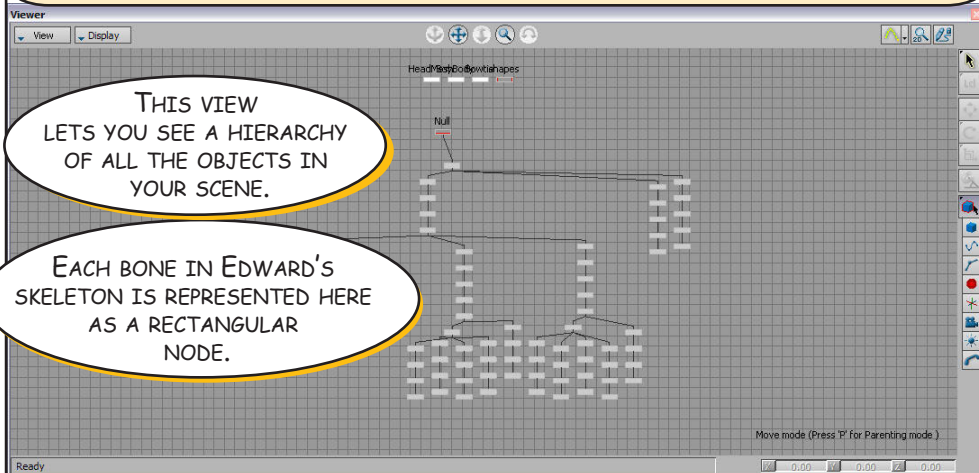 Viewer
View Display
Null
THIS VIEW
LETS YOU SEE A HIERARCHY
OF ALL THE OBJECTS IN
YOUR SCENE.
EACH BONE IN EDWARD'S
SKELETON IS REPRESENTED HERE
AS A RECTANGULAR
NODE.
Move mode (Press 'P' for Parenting mode )
Ready X 0.00 Y 0.00 Z 0.00